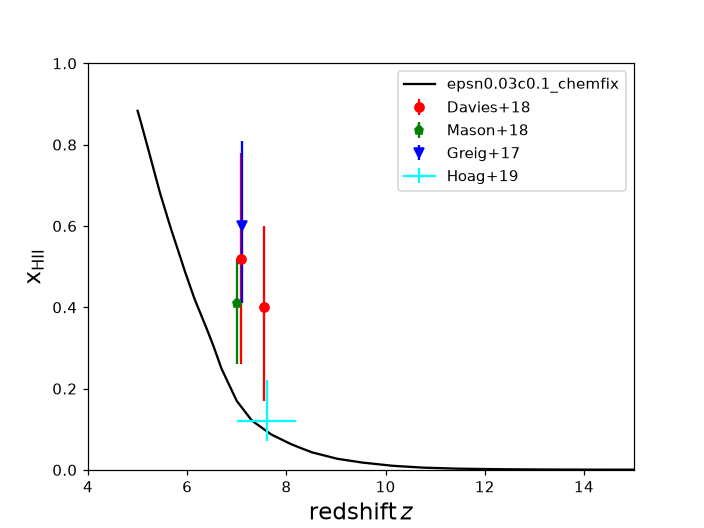 1.0
0.8
0.6
0.4
0.2
0.0
xHII
epsn0.03c0.1_chemfix
Davies+18
Mason+18
Greig+17
Hoag+19
4 6 8 10 12 14
redshift z